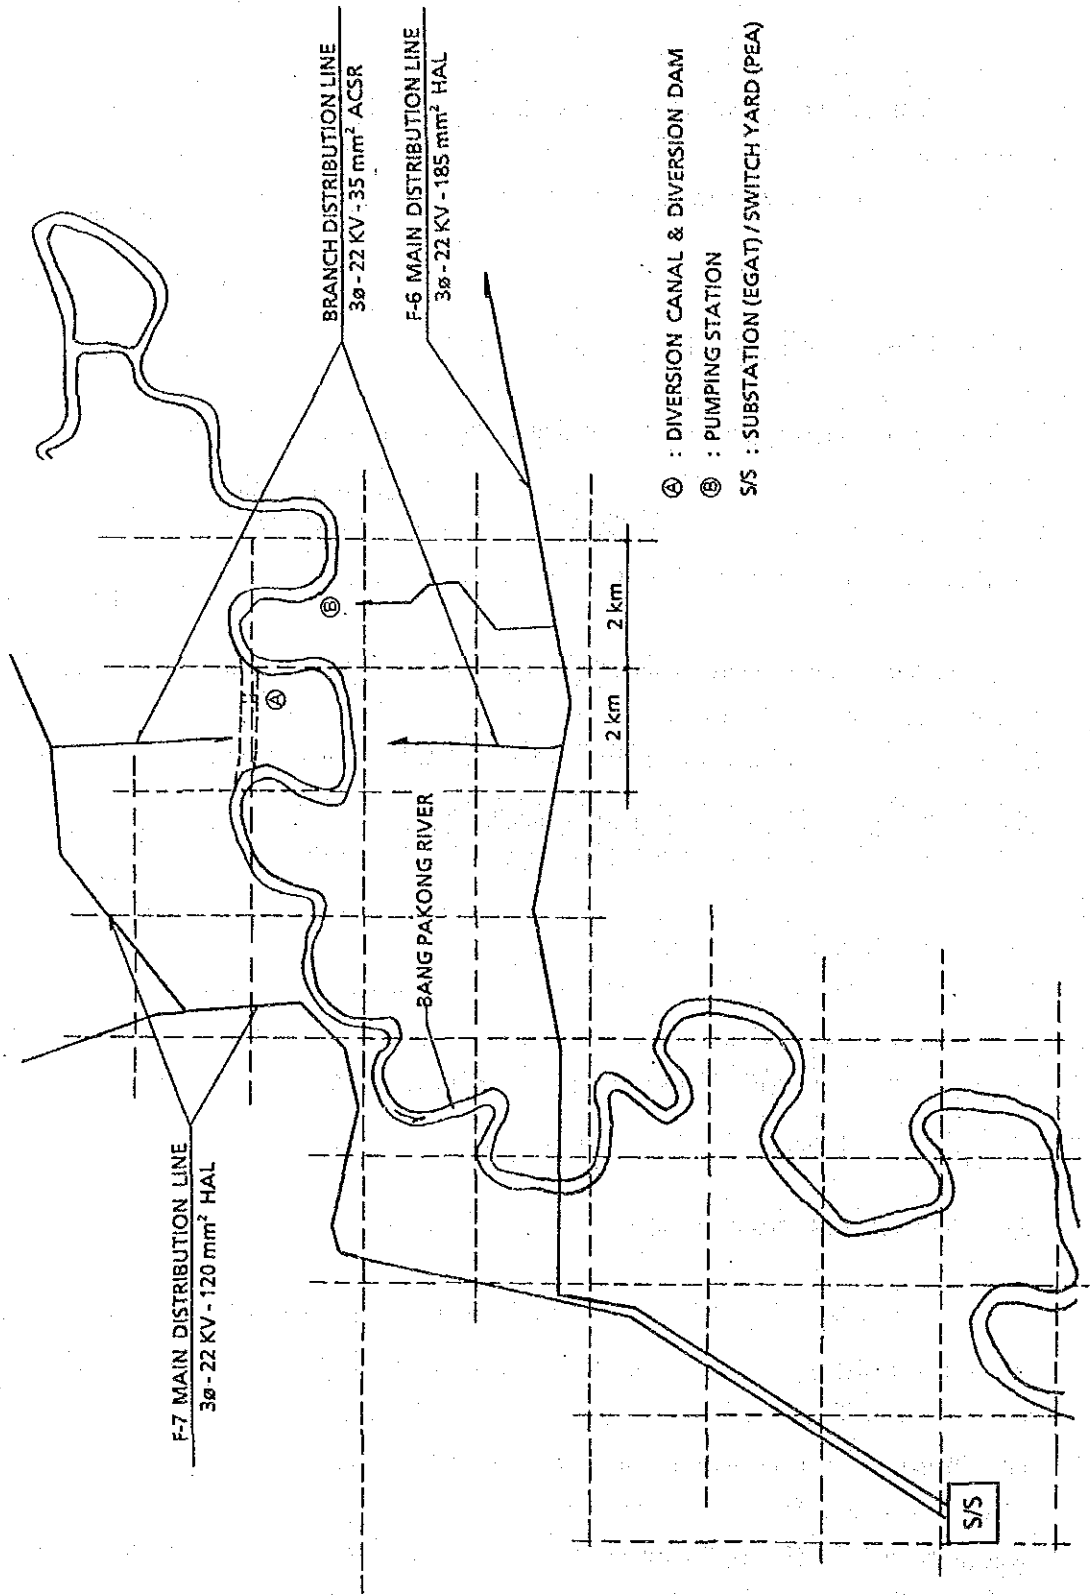 F-7 MAIN DISTRIBUTION LINE
3ø - 22 KV - 120 mm² HAL
BRANCH DISTRIBUTION LINE
3ø - 22 KV - 35 mm² ACSR
F-6 MAIN DISTRIBUTION LINE
3ø - 22 KV - 185 mm² HAL
BANG PAKONG RIVER
A
B
2 km
2 km
S/S
Ⓐ : DIVERSION CANAL & DIVERSION DAM
Ⓑ : PUMPING STATION
S/S : SUBSTATION (EGAT) / SWITCH YARD (PEA)